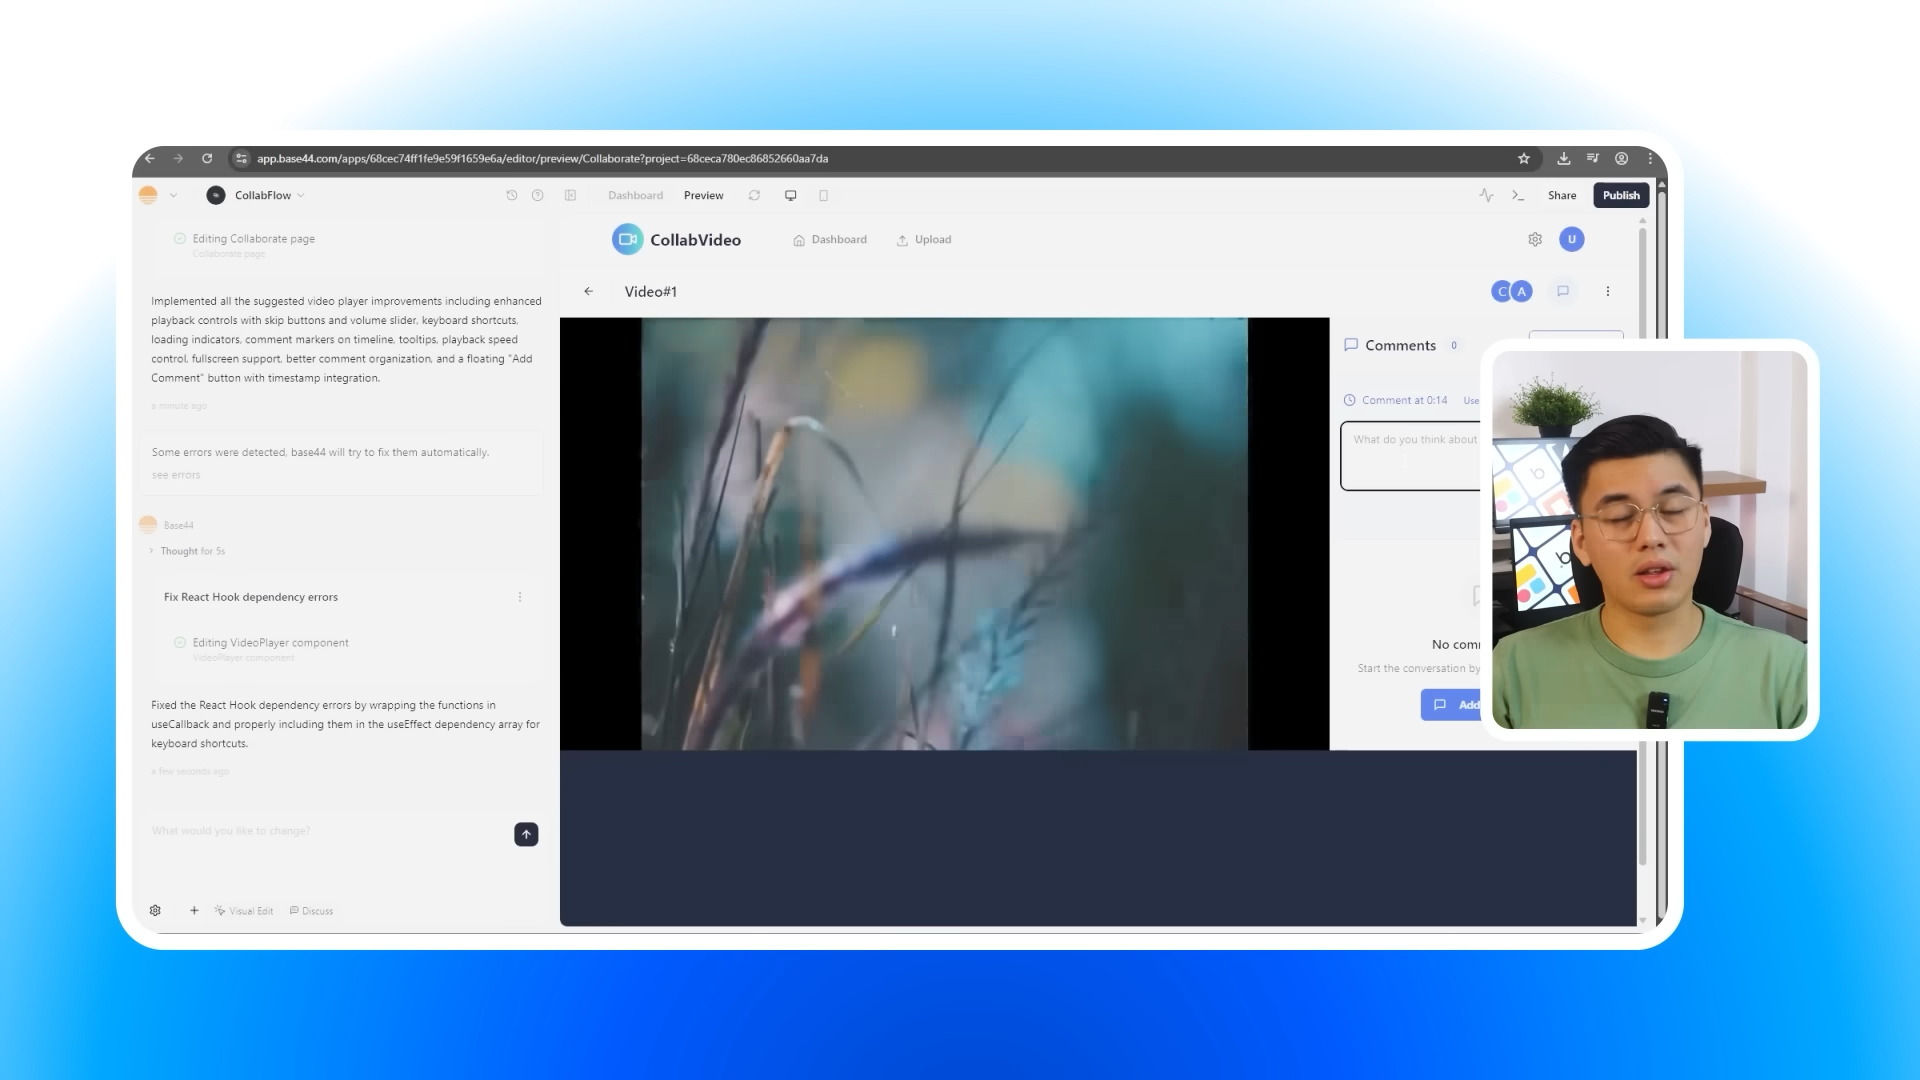 app.base44.com/apps/68cec74ff1fe9e59f1659e6a/editor/preview/Collaborate?project=68ceca780ec86852660aa7da
CollabFlow
Dashboard
Preview
Share
Publish
Editing Collaborate page
Collaborate page
Implemented all the suggested video player improvements including enhanced
playback controls with skip buttons and volume slider, keyboard shortcuts,
loading indicators, comment markers on timeline, tooltips, playback speed
control, fullscreen support, better comment organization, and a floating "Add
Comment" button with timestamp integration.
a minute ago
Some errors were detected, base44 will try to fix them automatically.
see errors
Base44
Thought for 5s
Fix React Hook dependency errors
Editing VideoPlayer component
VideoPlayer component
Fixed the React Hook dependency errors by wrapping the functions in
useCallback and properly including them in the useEffect dependency array for
keyboard shortcuts.
a few seconds ago
What would you like to change?
Visual Edit
Discuss
CollabVideo
Dashboard
Upload
U
Video#1
C A
Comments 0
Comment at 0:14
Use
What do you think about
No com
Start the conversation by
Add